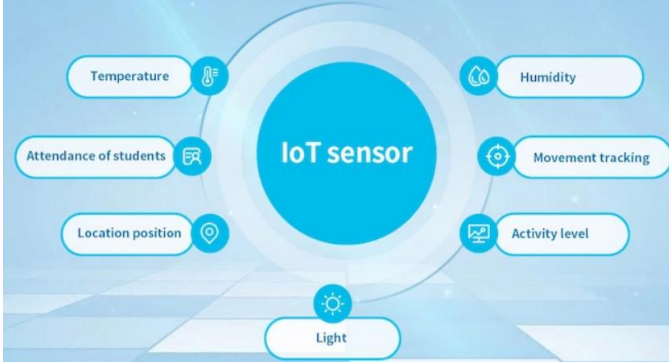 Temperature
Humidity
Attendance of students
IoT sensor
Movement tracking
Location position
Activity level
Light